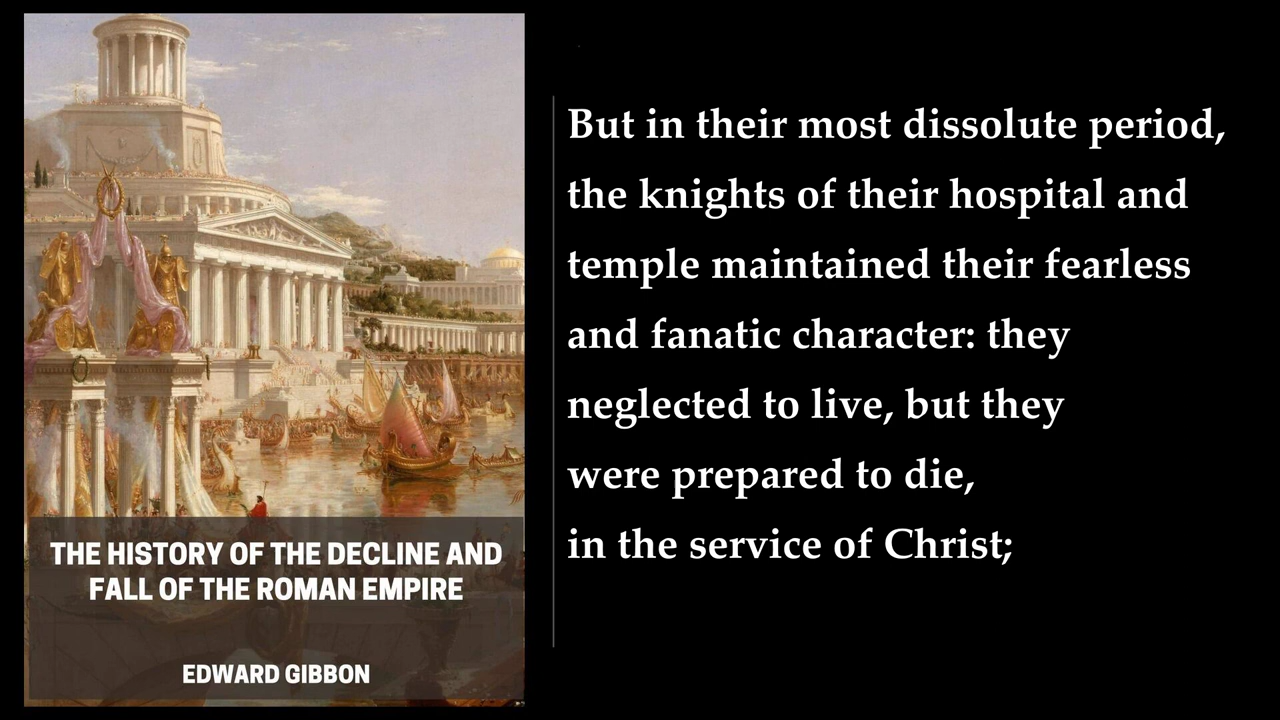 THE HISTORY OF THE DECLINE AND
FALL OF THE ROMAN EMPIRE
EDWARD GIBBON
But in their most dissolute period,
the knights of their hospital and
temple maintained their fearless
and fanatic character: they
neglected to live, but they
were prepared to die,
in the service of Christ;